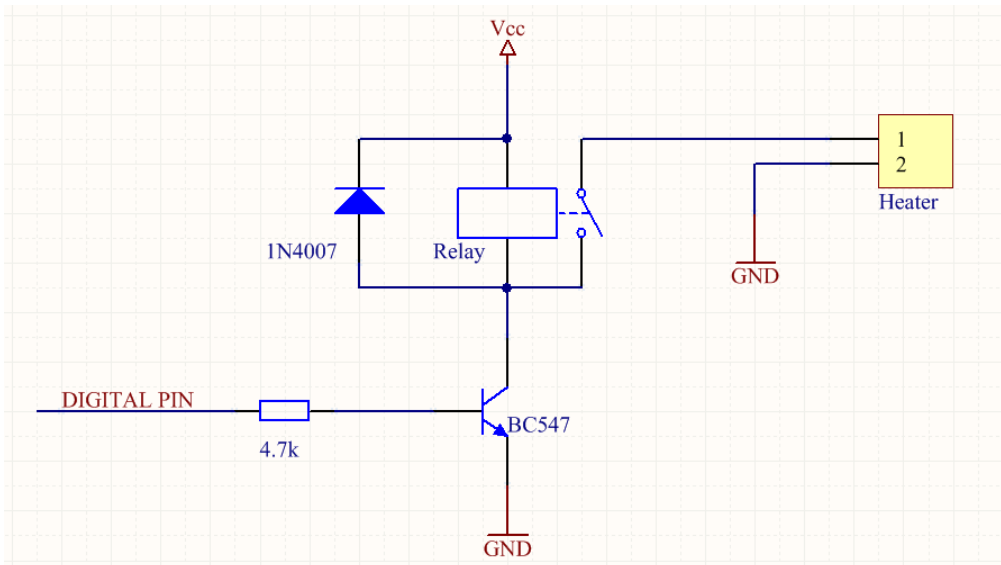 Vcc
1
2
Heater
1N4007
Relay
GND
DIGITAL PIN
BC547
4.7k
GND